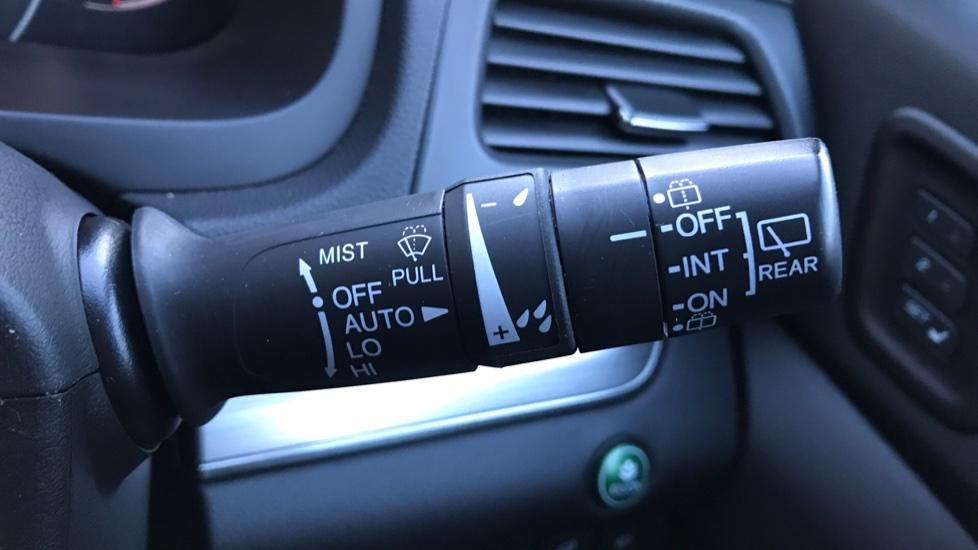 MIST
PULL
OFF
AUTO
LO
HI
-
+
OFF
INT
ON
REAR